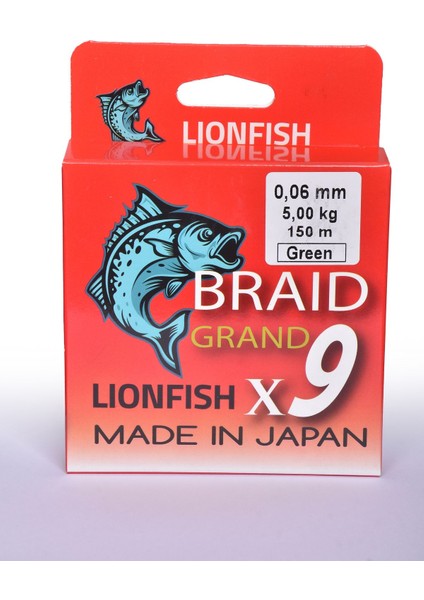 LIONFISH
0,06 mm
5,00 kg
150 m
Green
BRAID
GRAND
LIONFISH x9
MADE IN JAPAN